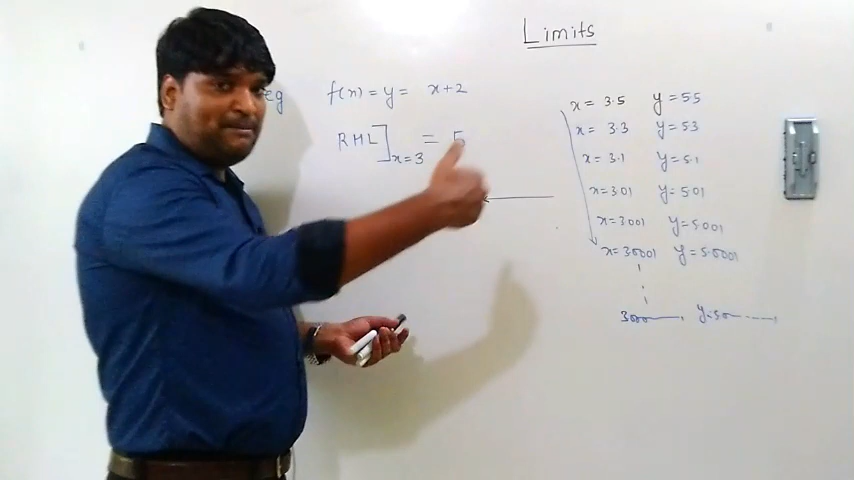 Limits
eg f(x) = y = x+2
RHL]x=3 = 5
x = 3.5 y = 5.5
x = 3.3 y = 5.3
x = 3.1 y = 5.1
x = 3.01 y = 5.01
x = 3.001 y = 5.001
x = 3.0001 y = 5.0001